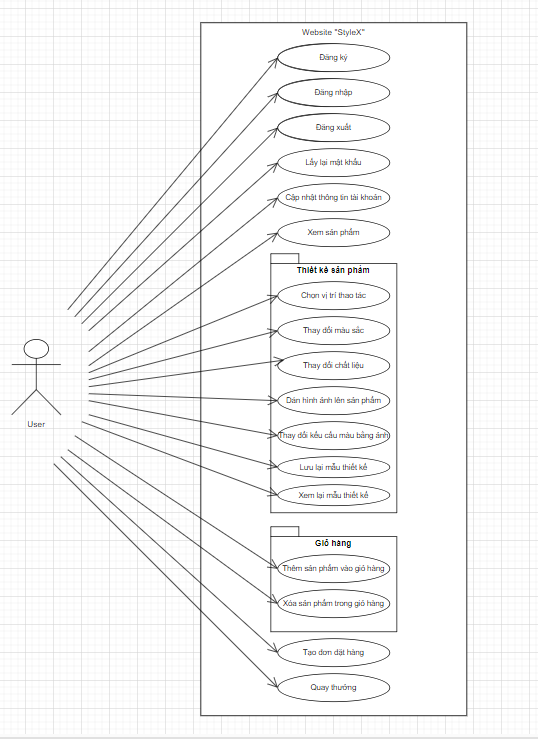 Website "StyleX"
Đăng ký
Đăng nhập
Đăng xuất
Lấy lại mật khẩu
Cập nhật thông tin tài khoản
Xem sản phẩm
Thiết kế sản phẩm
Chọn vị trí thao tác
Thay đổi màu sắc
Thay đổi chất liệu
Dán hình ảnh lên sản phẩm
Thay đổi kểu cầu màu bằng ảnh
Lưu lại mẫu thiết kế
Xem lại mẫu thiết kế
User
Giỏ hàng
Thêm sản phẩm vào giỏ hàng
Xóa sản phẩm trong giỏ hàng
Tạo đơn đặt hàng
Quay thưởng